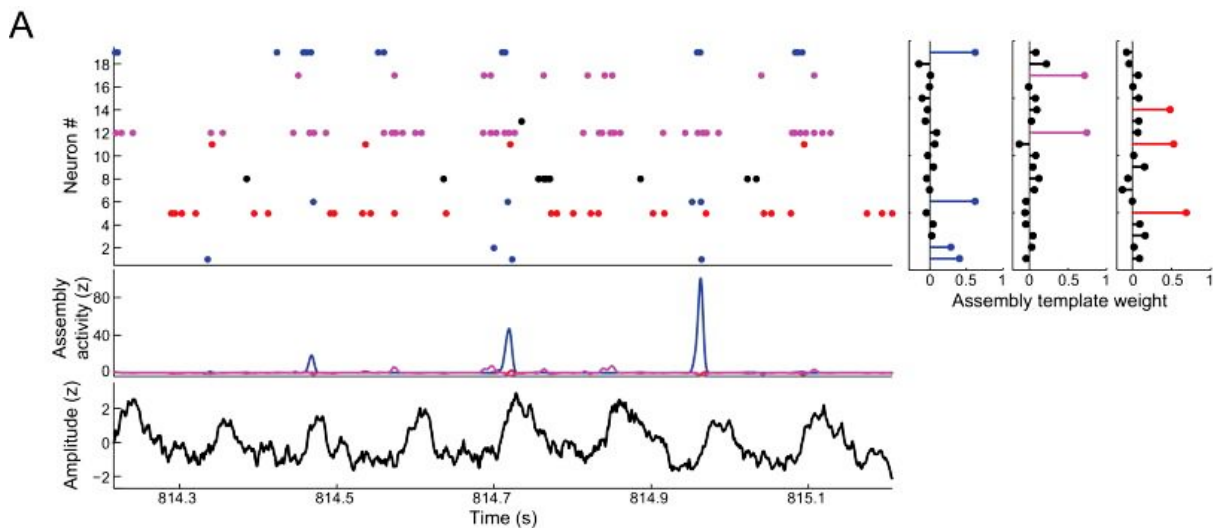 A
Neuron #
18
16
14
12
10
8
6
4
2
Assembly
activity (z)
80
40
0
Amplitude (z)
2
0
−2
814.3 814.5 814.7 814.9 815.1
Time (s)
0 1 0 1 0 1
Assembly template weight